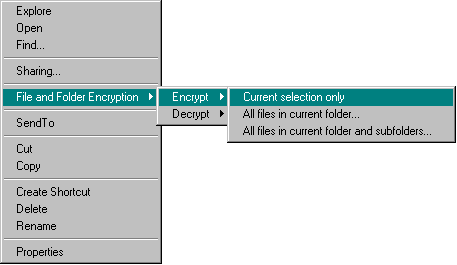 Explore
Open
Find...
Sharing...
File and Folder Encryption
Encrypt
Current selection only
Decrypt
All files in current folder...
All files in current folder and subfolders...
SendTo
Cut
Copy
Create Shortcut
Delete
Rename
Properties